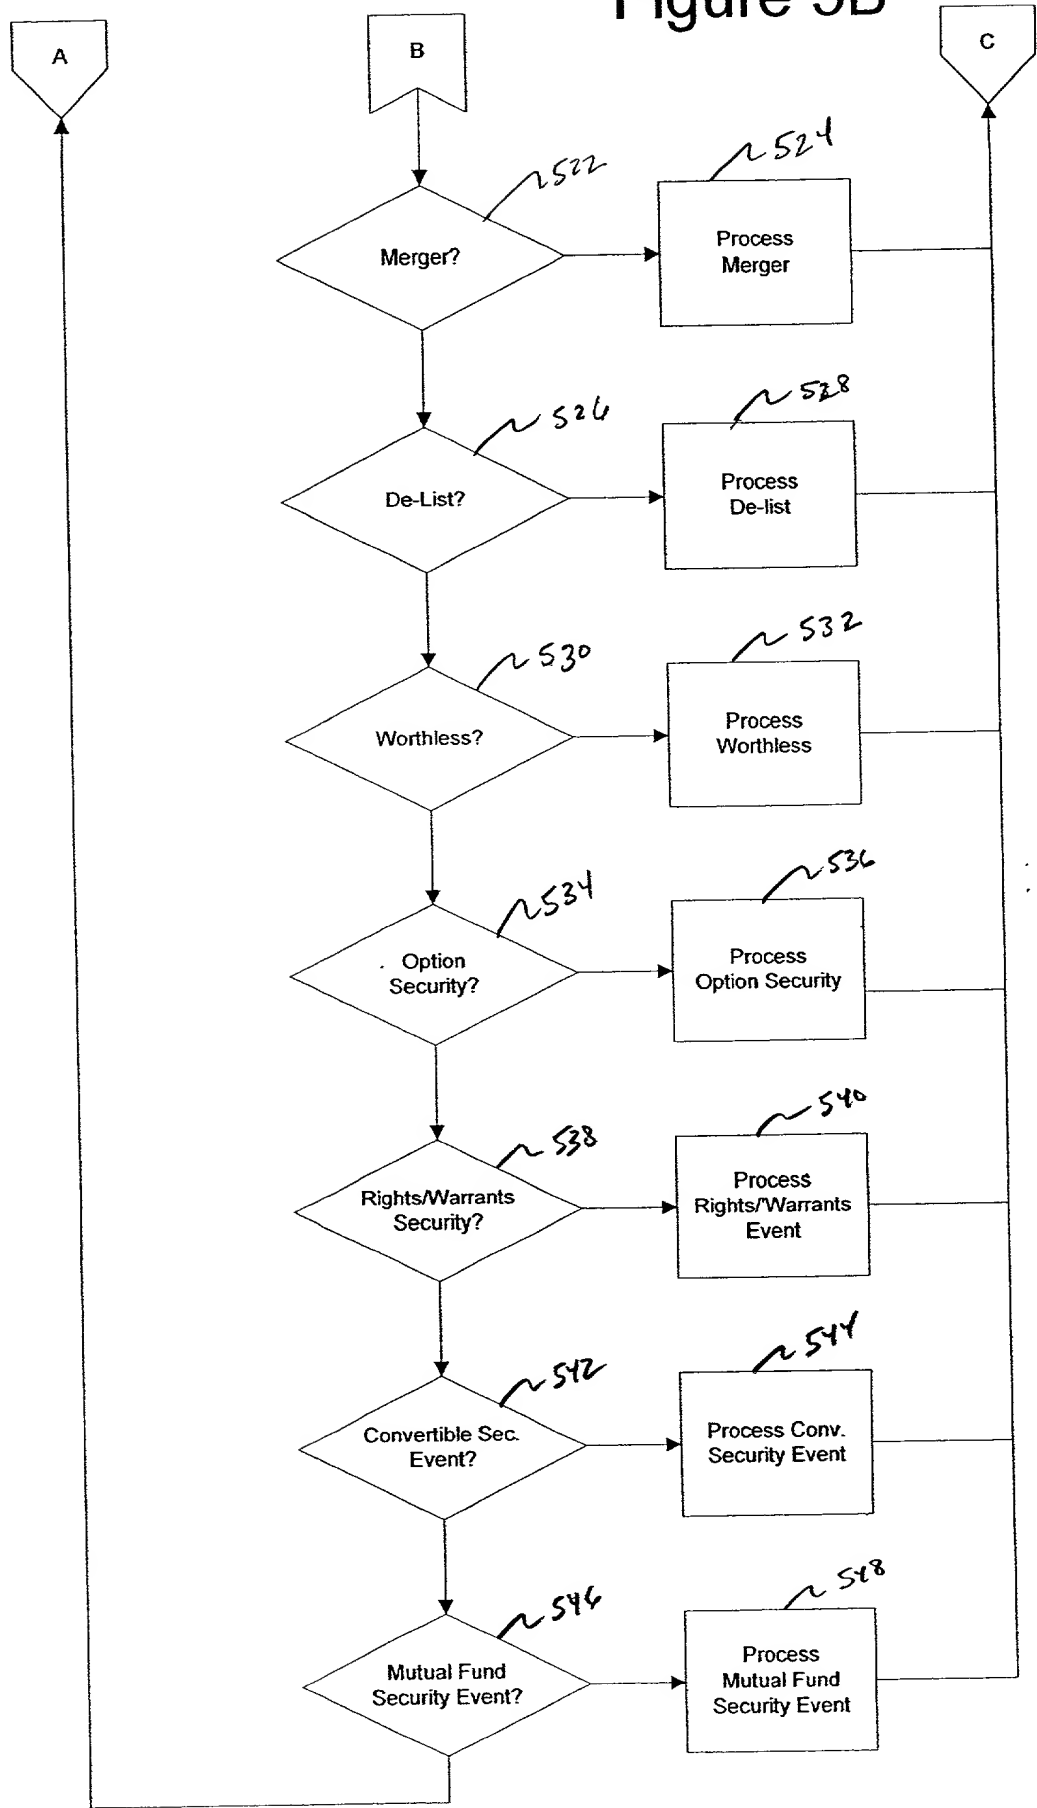 Figure 5B
A
B
C
522
524
Merger?
Process
Merger
526
528
De-List?
Process
De-list
530
532
Worthless?
Process
Worthless
534
536
Option
Security?
Process
Option Security
538
540
Rights/Warrants
Security?
Process
Rights/Warrants
Event
542
544
Convertible Sec.
Event?
Process Conv.
Security Event
546
548
Mutual Fund
Security Event?
Process
Mutual Fund
Security Event